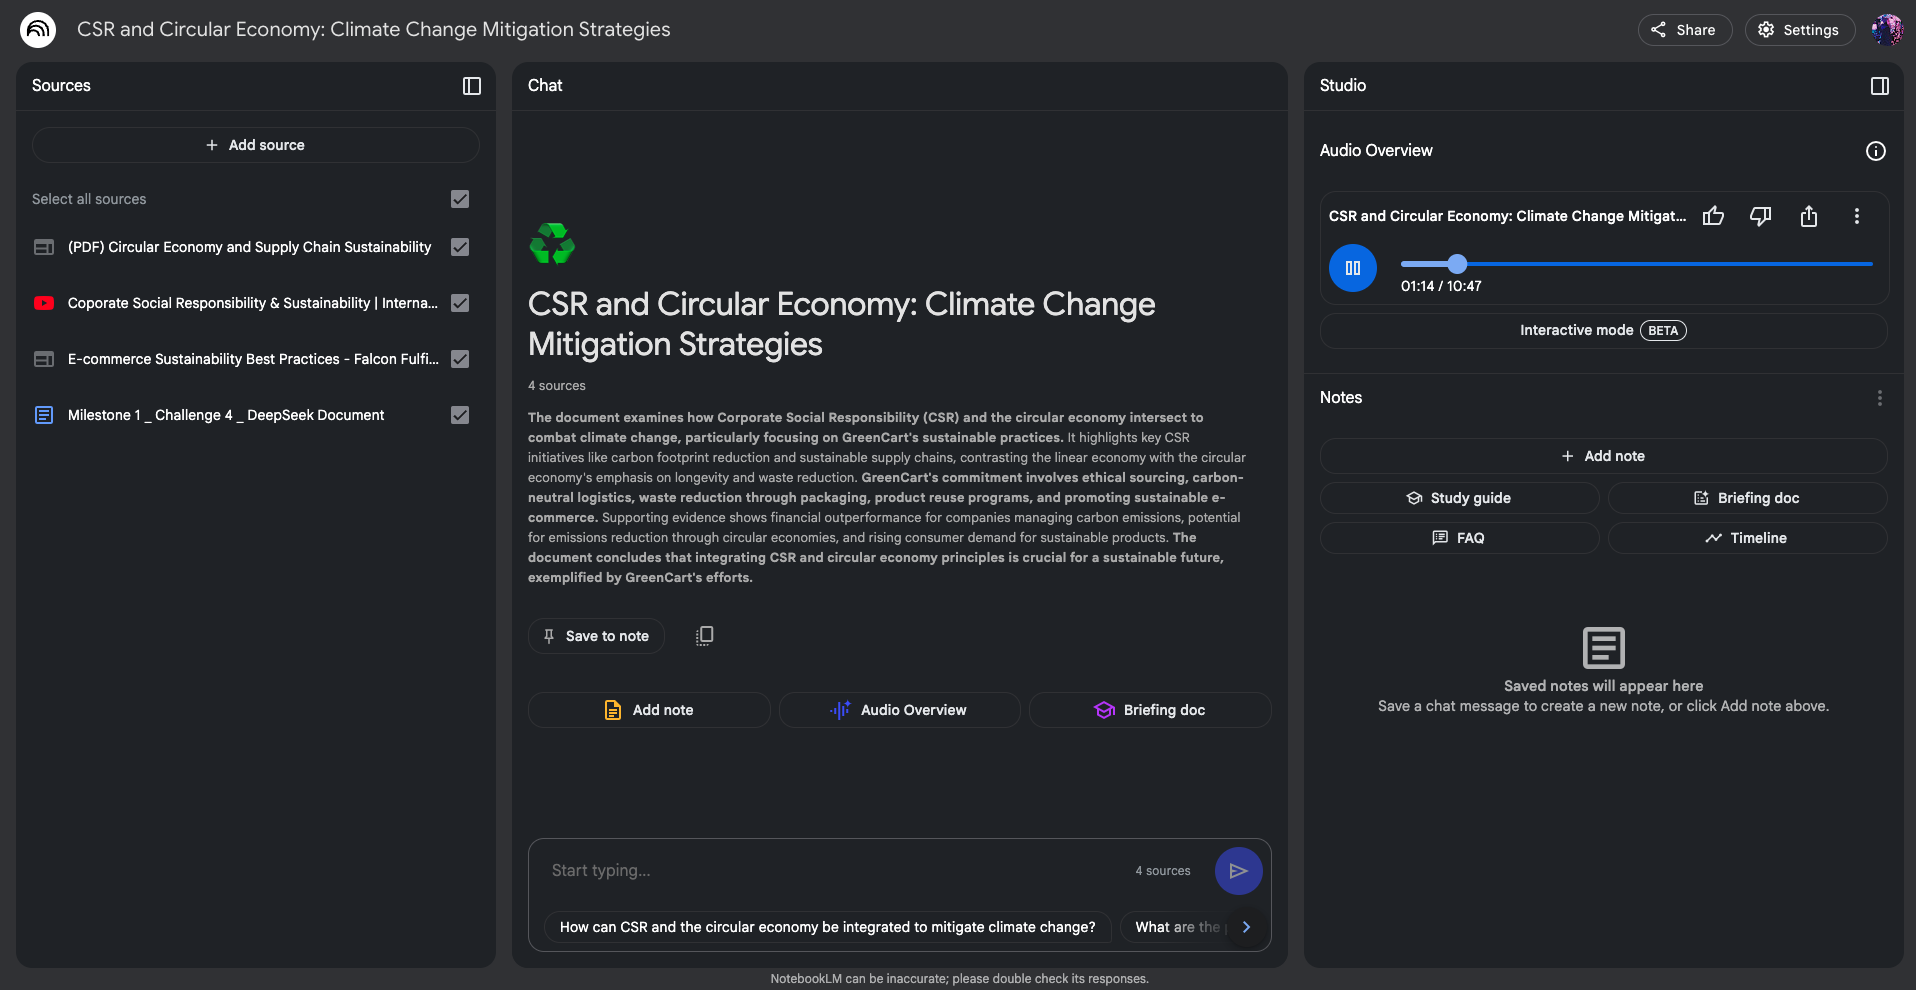 CSR and Circular Economy: Climate Change Mitigation Strategies
Share
Settings
Sources
Add source
Select all sources
(PDF) Circular Economy and Supply Chain Sustainability
Coporate Social Responsibility & Sustainability | Interna...
E-commerce Sustainability Best Practices - Falcon Fulfi...
Milestone 1 _ Challenge 4 _ DeepSeek Document
Chat
CSR and Circular Economy: Climate Change
Mitigation Strategies
4 sources
The document examines how Corporate Social Responsibility (CSR) and the circular economy intersect to
combat climate change, particularly focusing on GreenCart's sustainable practices. It highlights key CSR
initiatives like carbon footprint reduction and sustainable supply chains, contrasting the linear economy with the circular
economy's emphasis on longevity and waste reduction. GreenCart's commitment involves ethical sourcing, carbon-
neutral logistics, waste reduction through packaging, product reuse programs, and promoting sustainable e-
commerce. Supporting evidence shows financial outperformance for companies managing carbon emissions, potential
for emissions reduction through circular economies, and rising consumer demand for sustainable products. The
document concludes that integrating CSR and circular economy principles is crucial for a sustainable future,
exemplified by GreenCart's efforts.
Save to note
Add note
Audio Overview
Briefing doc
Start typing...
4 sources
How can CSR and the circular economy be integrated to mitigate climate change?
What are the
Studio
Audio Overview
CSR and Circular Economy: Climate Change Mitigat...
01:14 / 10:47
Interactive mode BETA
Notes
Add note
Study guide
Briefing doc
FAQ
Timeline
Saved notes will appear here
Save a chat message to create a new note, or click Add note above.
NotebookLM can be inaccurate; please double check its responses.